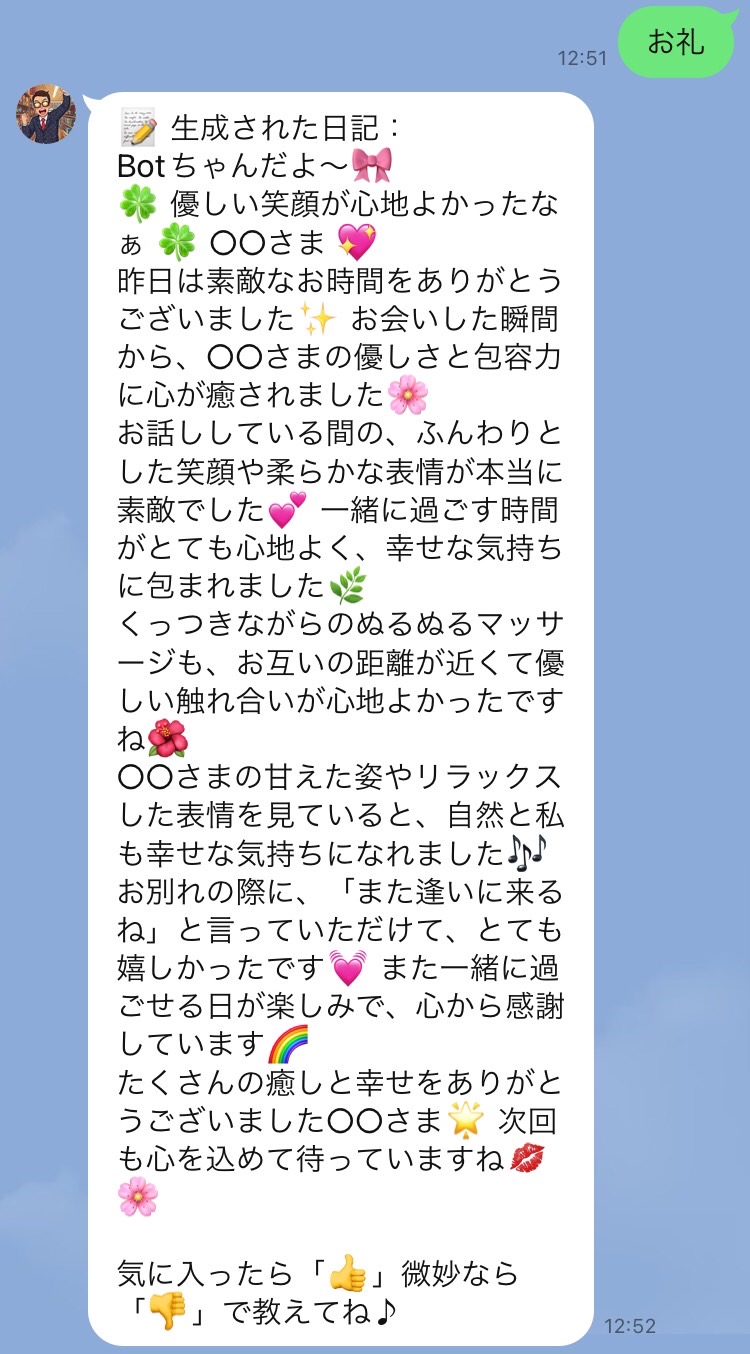 お礼
12:51
📝 生成された日記：
Botちゃんだよ〜🎀
🍀 優しい笑顔が心地よかったな
ぁ 🍀 〇〇さま 💖
昨日は素敵なお時間をありがとう
ございました✨ お会いした瞬間
から、〇〇さまの優しさと包容力
に心が癒されました🌸
お話ししている間の、ふんわりと
した笑顔や柔らかな表情が本当に
素敵でした💕 一緒に過ごす時間
がとても心地よく、幸せな気持ち
に包まれました🌿
くっつきながらのぬるぬるマッサ
ージも、お互いの距離が近くて優
しい触れ合いが心地よかったです
ね🌺
〇〇さまの甘えた姿やリラックス
した表情を見ていると、自然と私
も幸せな気持ちになれました🎶
お別れの際に、「また逢いに来る
ね」と言っていただけて、とても
嬉しかったです💓 また一緒に過
ごせる日が楽しみで、心から感謝
しています🌈
たくさんの癒しと幸せをありがと
うございました〇〇さま🌟 次回
も心を込めて待っていますね💋
🌸
気に入ったら「👍」微妙なら
「👎」で教えてね♪
12:52